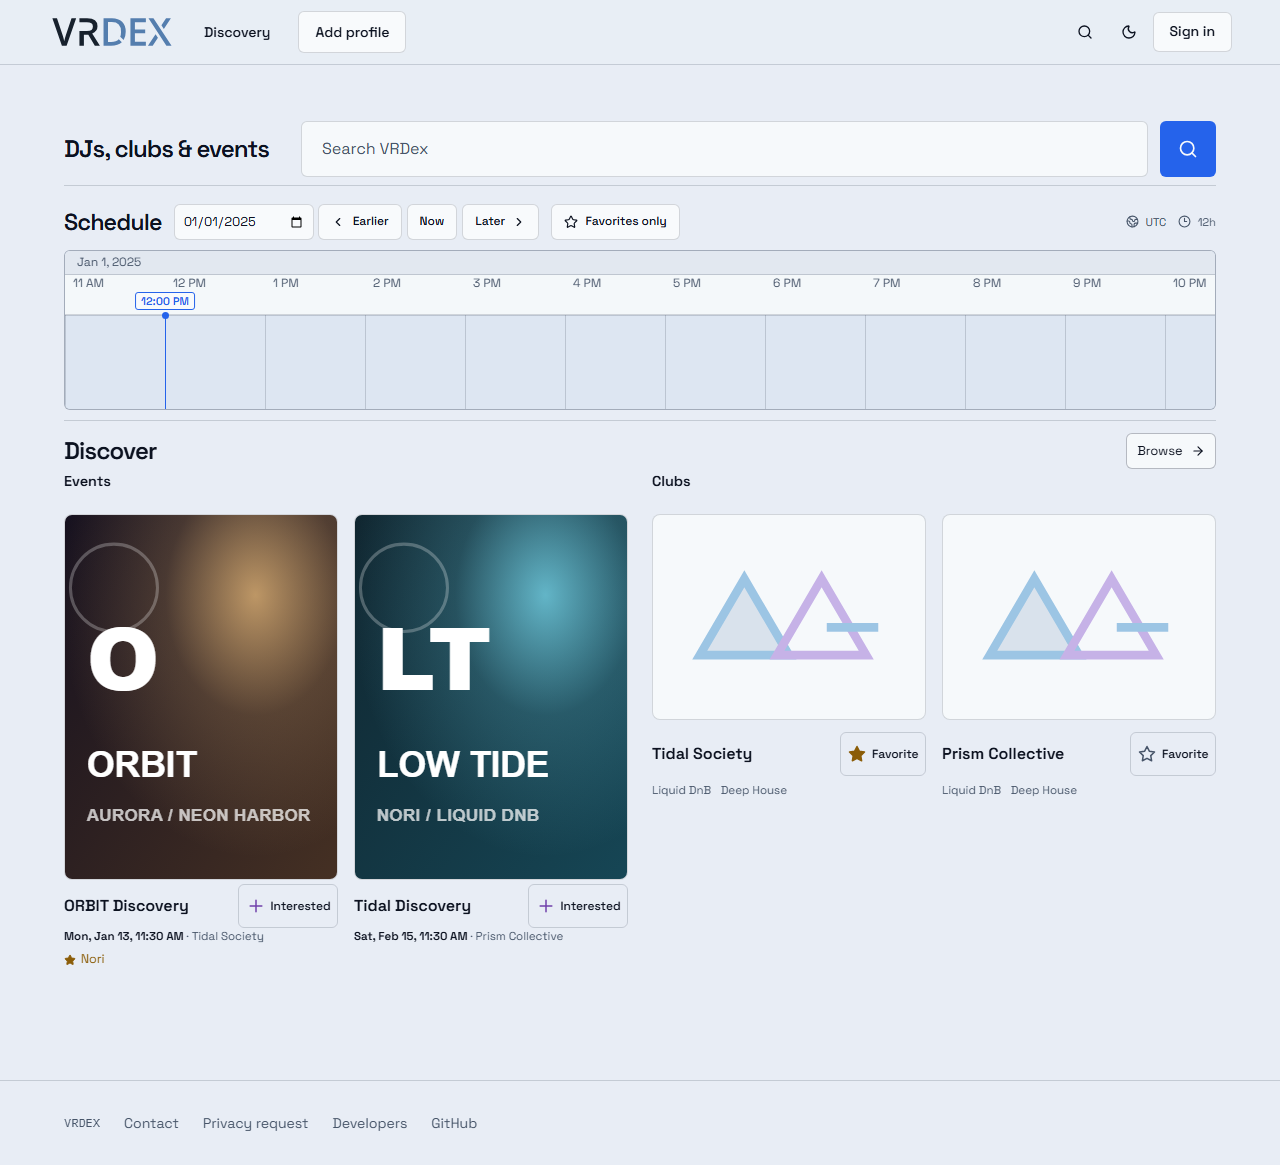 VRDEX Discovery Add profile Sign in
DJs, clubs & events Search VRDex
Schedule 01/01/2025 Earlier Now Later Favorites only UTC 12h
Jan 1, 2025
11 AM 12 PM 1 PM 2 PM 3 PM 4 PM 5 PM 6 PM 7 PM 8 PM 9 PM 10 PM
12:00 PM
Discover Browse
Events Clubs
O
ORBIT
AURORA / NEON HARBOR
LT
LOW TIDE
NORI / LIQUID DNB
ORBIT Discovery Interested
Mon, Jan 13, 11:30 AM · Tidal Society
Nori
Tidal Discovery Interested
Sat, Feb 15, 11:30 AM · Prism Collective
Tidal Society Favorite
Liquid DnB Deep House
Prism Collective Favorite
Liquid DnB Deep House
VRDEX Contact Privacy request Developers GitHub